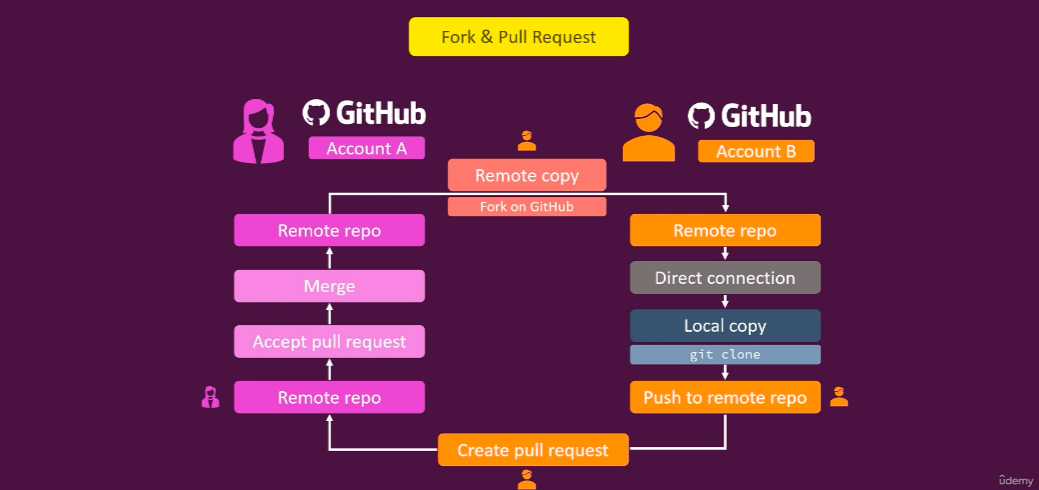 Fork & Pull Request
GitHub
Account A
GitHub
Account B
Remote copy
Fork on GitHub
Remote repo
Remote repo
Merge
Direct connection
Accept pull request
Local copy
git clone
Remote repo
Push to remote repo
Create pull request
ûdemy